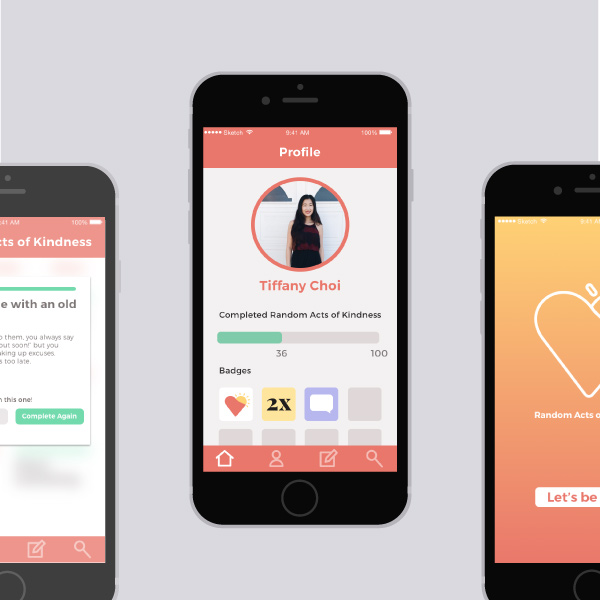 Sketch 9:41 AM 100%
Profile
Tiffany Choi
Completed Random Acts of Kindness
36 100
Badges
2X
:41 AM 100%
cts of Kindness
e with an old
o them, you always say
out soon!" but you
aking up excuses.
s too late.
n this one!
Complete Again
Sketch 9:41 A
Random Acts o
Let's be